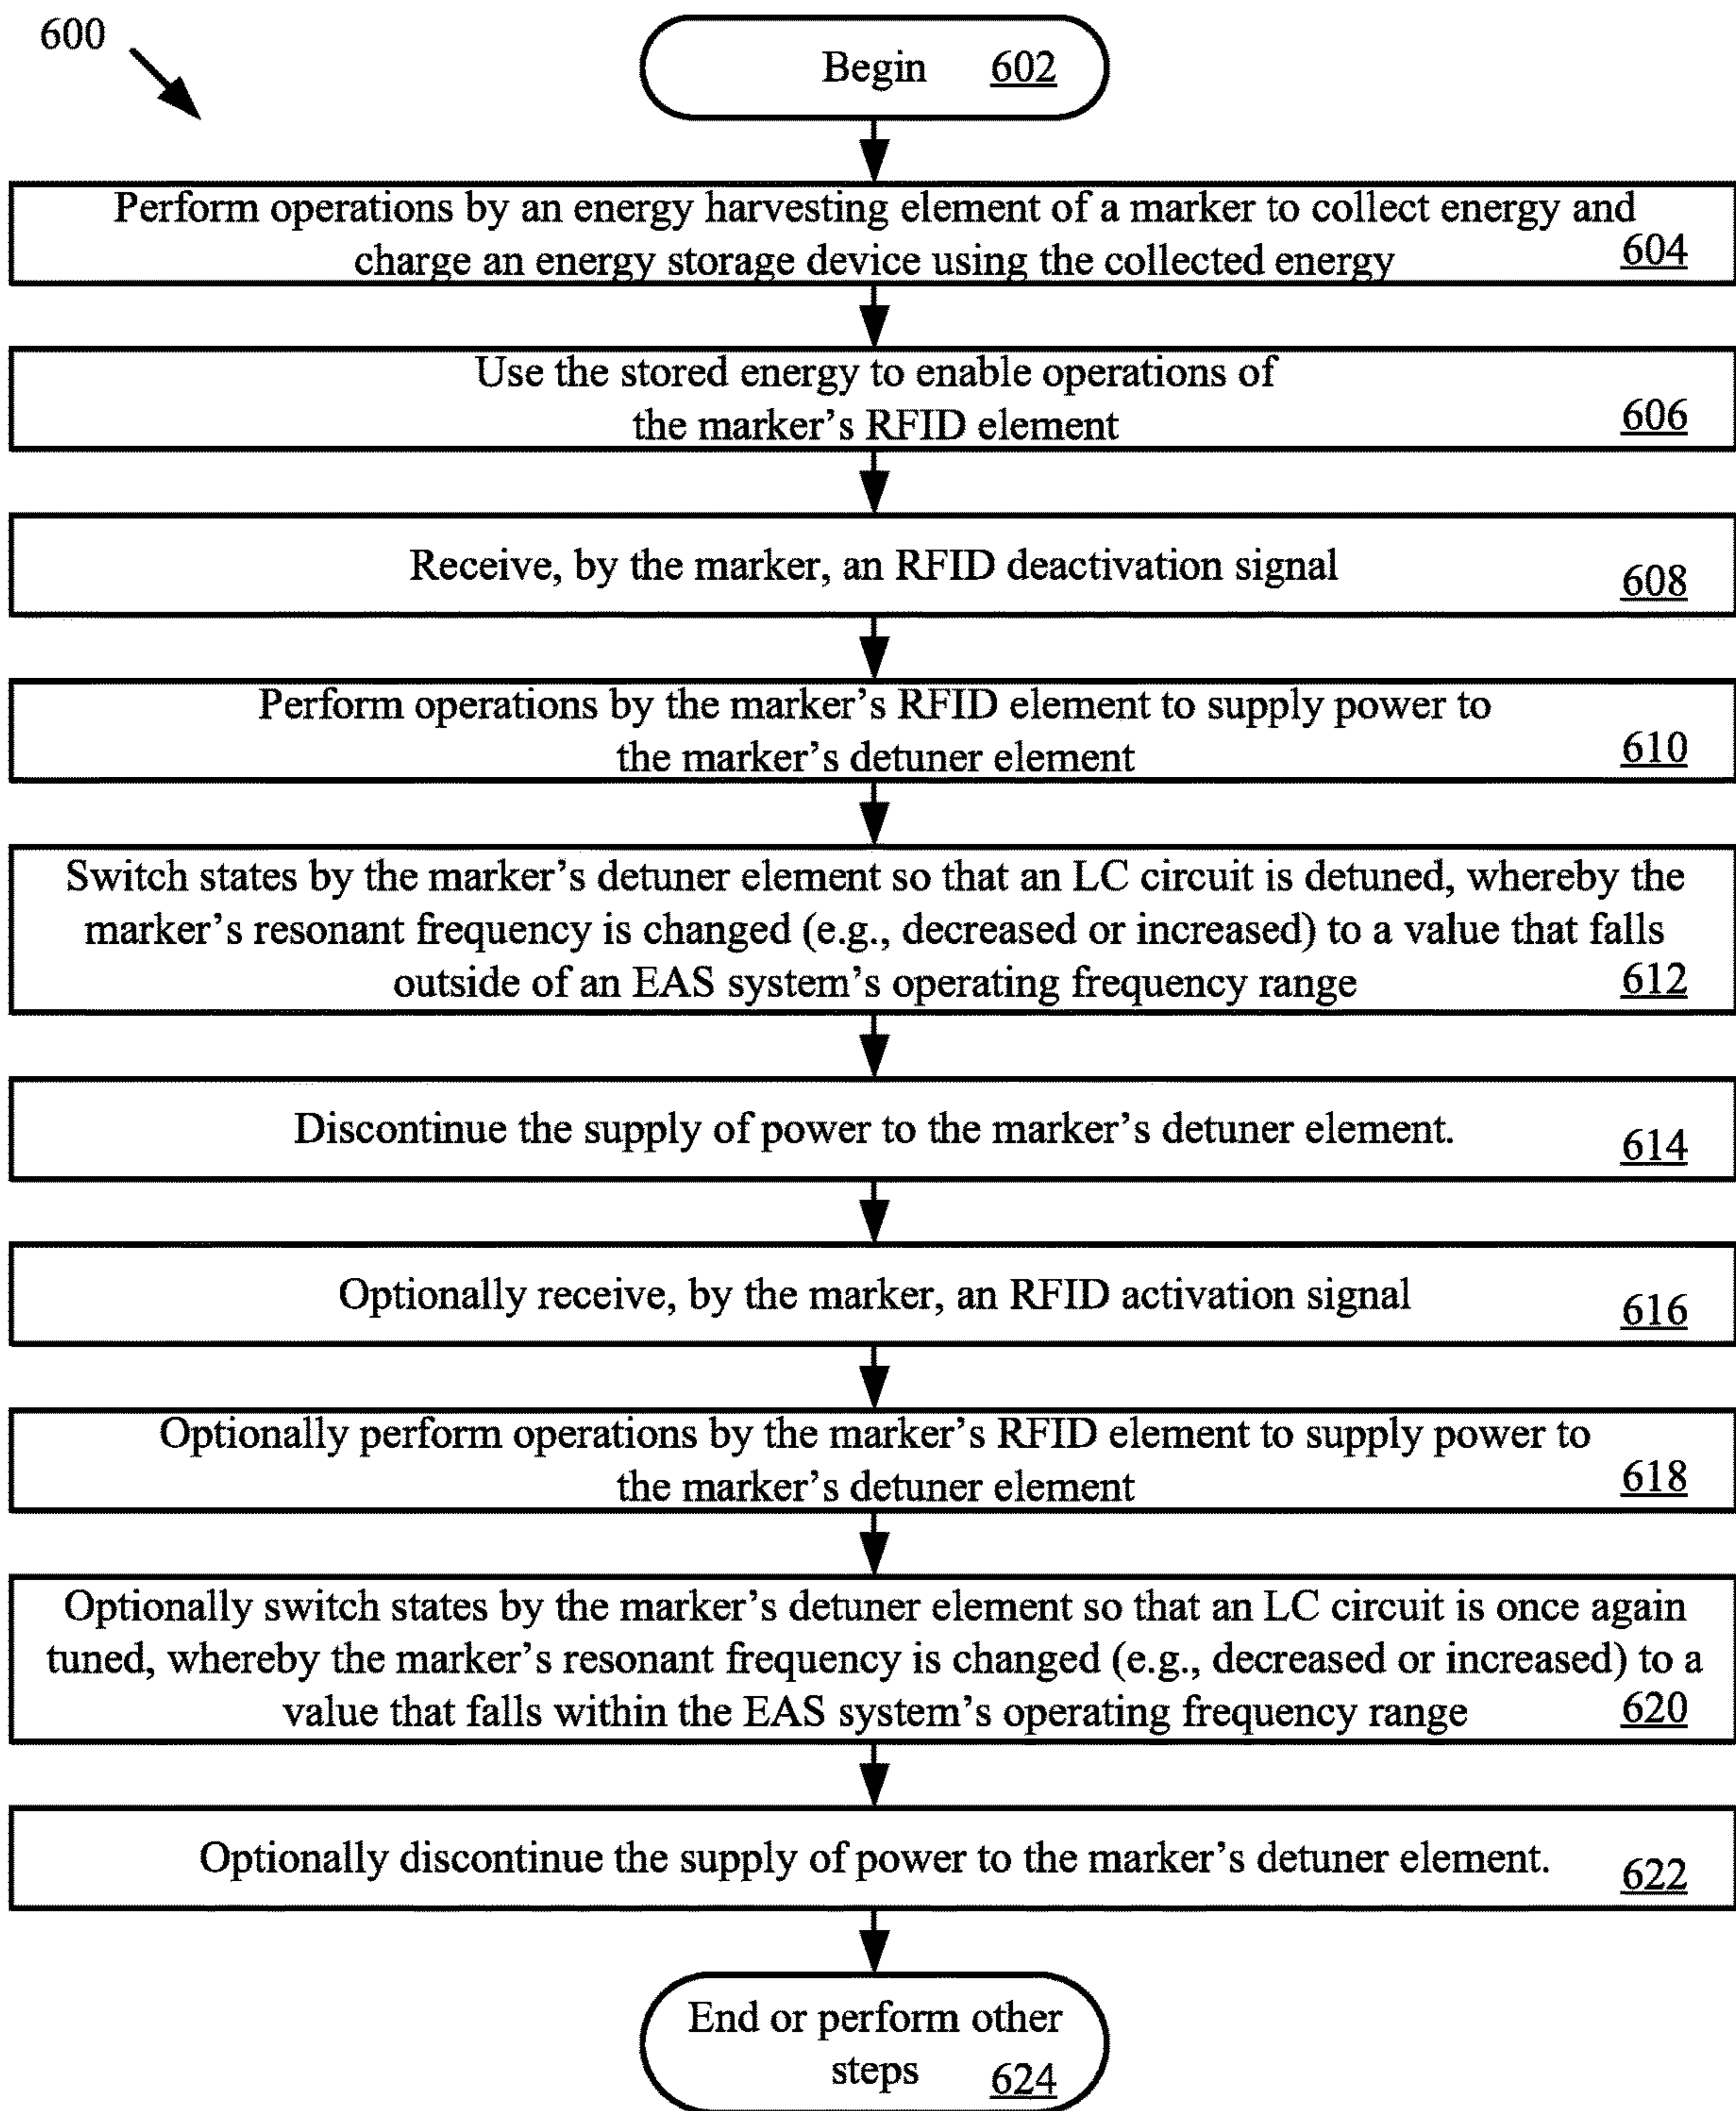 600
Begin 602
Perform operations by an energy harvesting element of a marker to collect energy and
charge an energy storage device using the collected energy 604
Use the stored energy to enable operations of
the marker's RFID element 606
Receive, by the marker, an RFID deactivation signal 608
Perform operations by the marker's RFID element to supply power to
the marker's detuner element 610
Switch states by the marker's detuner element so that an LC circuit is detuned, whereby the
marker's resonant frequency is changed (e.g., decreased or increased) to a value that falls
outside of an EAS system's operating frequency range 612
Discontinue the supply of power to the marker's detuner element. 614
Optionally receive, by the marker, an RFID activation signal 616
Optionally perform operations by the marker's RFID element to supply power to
the marker's detuner element 618
Optionally switch states by the marker's detuner element so that an LC circuit is once again
tuned, whereby the marker's resonant frequency is changed (e.g., decreased or increased) to a
value that falls within the EAS system's operating frequency range 620
Optionally discontinue the supply of power to the marker's detuner element. 622
End or perform other
steps 624